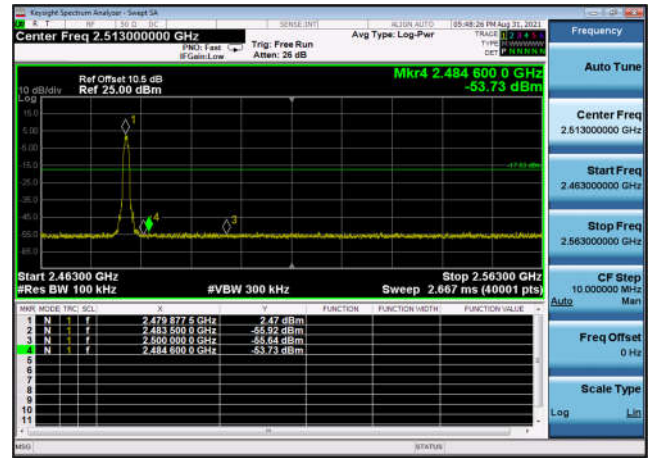 Keysight Spectrum Analyzer - Swept SA
R T RF 50 Ω DC SENSE:INT ALIGN AUTO 05:48:26 PM Aug 31, 2021
Center Freq 2.513000000 GHz
PNO: Fast
IFGain:Low
Trig: Free Run
Atten: 26 dB
Avg Type: Log-Pwr
TRACE 1 2 3 4 5 6
TYPE
DET P N N N N N
Frequency
Auto Tune
Ref Offset 10.5 dB
10 dB/div Ref 25.00 dBm
Log
Mkr4 2.484 600 0 GHz
-53.73 dBm
15.0
5.00
-5.00
-15.0
-17.53 dBm
-25.0
-35.0
-45.0
-55.0
-65.0
1
4
3
Start 2.46300 GHz
Stop 2.56300 GHz
#Res BW 100 kHz
#VBW 300 kHz
Sweep 2.667 ms (40001 pts)
Center Freq
2.513000000 GHz
Start Freq
2.463000000 GHz
Stop Freq
2.563000000 GHz
CF Step
10.000000 MHz
Auto Man
Freq Offset
0 Hz
Scale Type
Log Lin
MKR MODE TRC SCL X Y FUNCTION FUNCTION WIDTH FUNCTION VALUE
1 N 1 f 2.479 877 5 GHz 2.47 dBm
2 N 1 f 2.483 500 0 GHz -55.92 dBm
3 N 1 f 2.500 000 0 GHz -55.64 dBm
4 N 1 f 2.484 600 0 GHz -53.73 dBm
5
6
7
8
9
10
11
MSG
STATUS